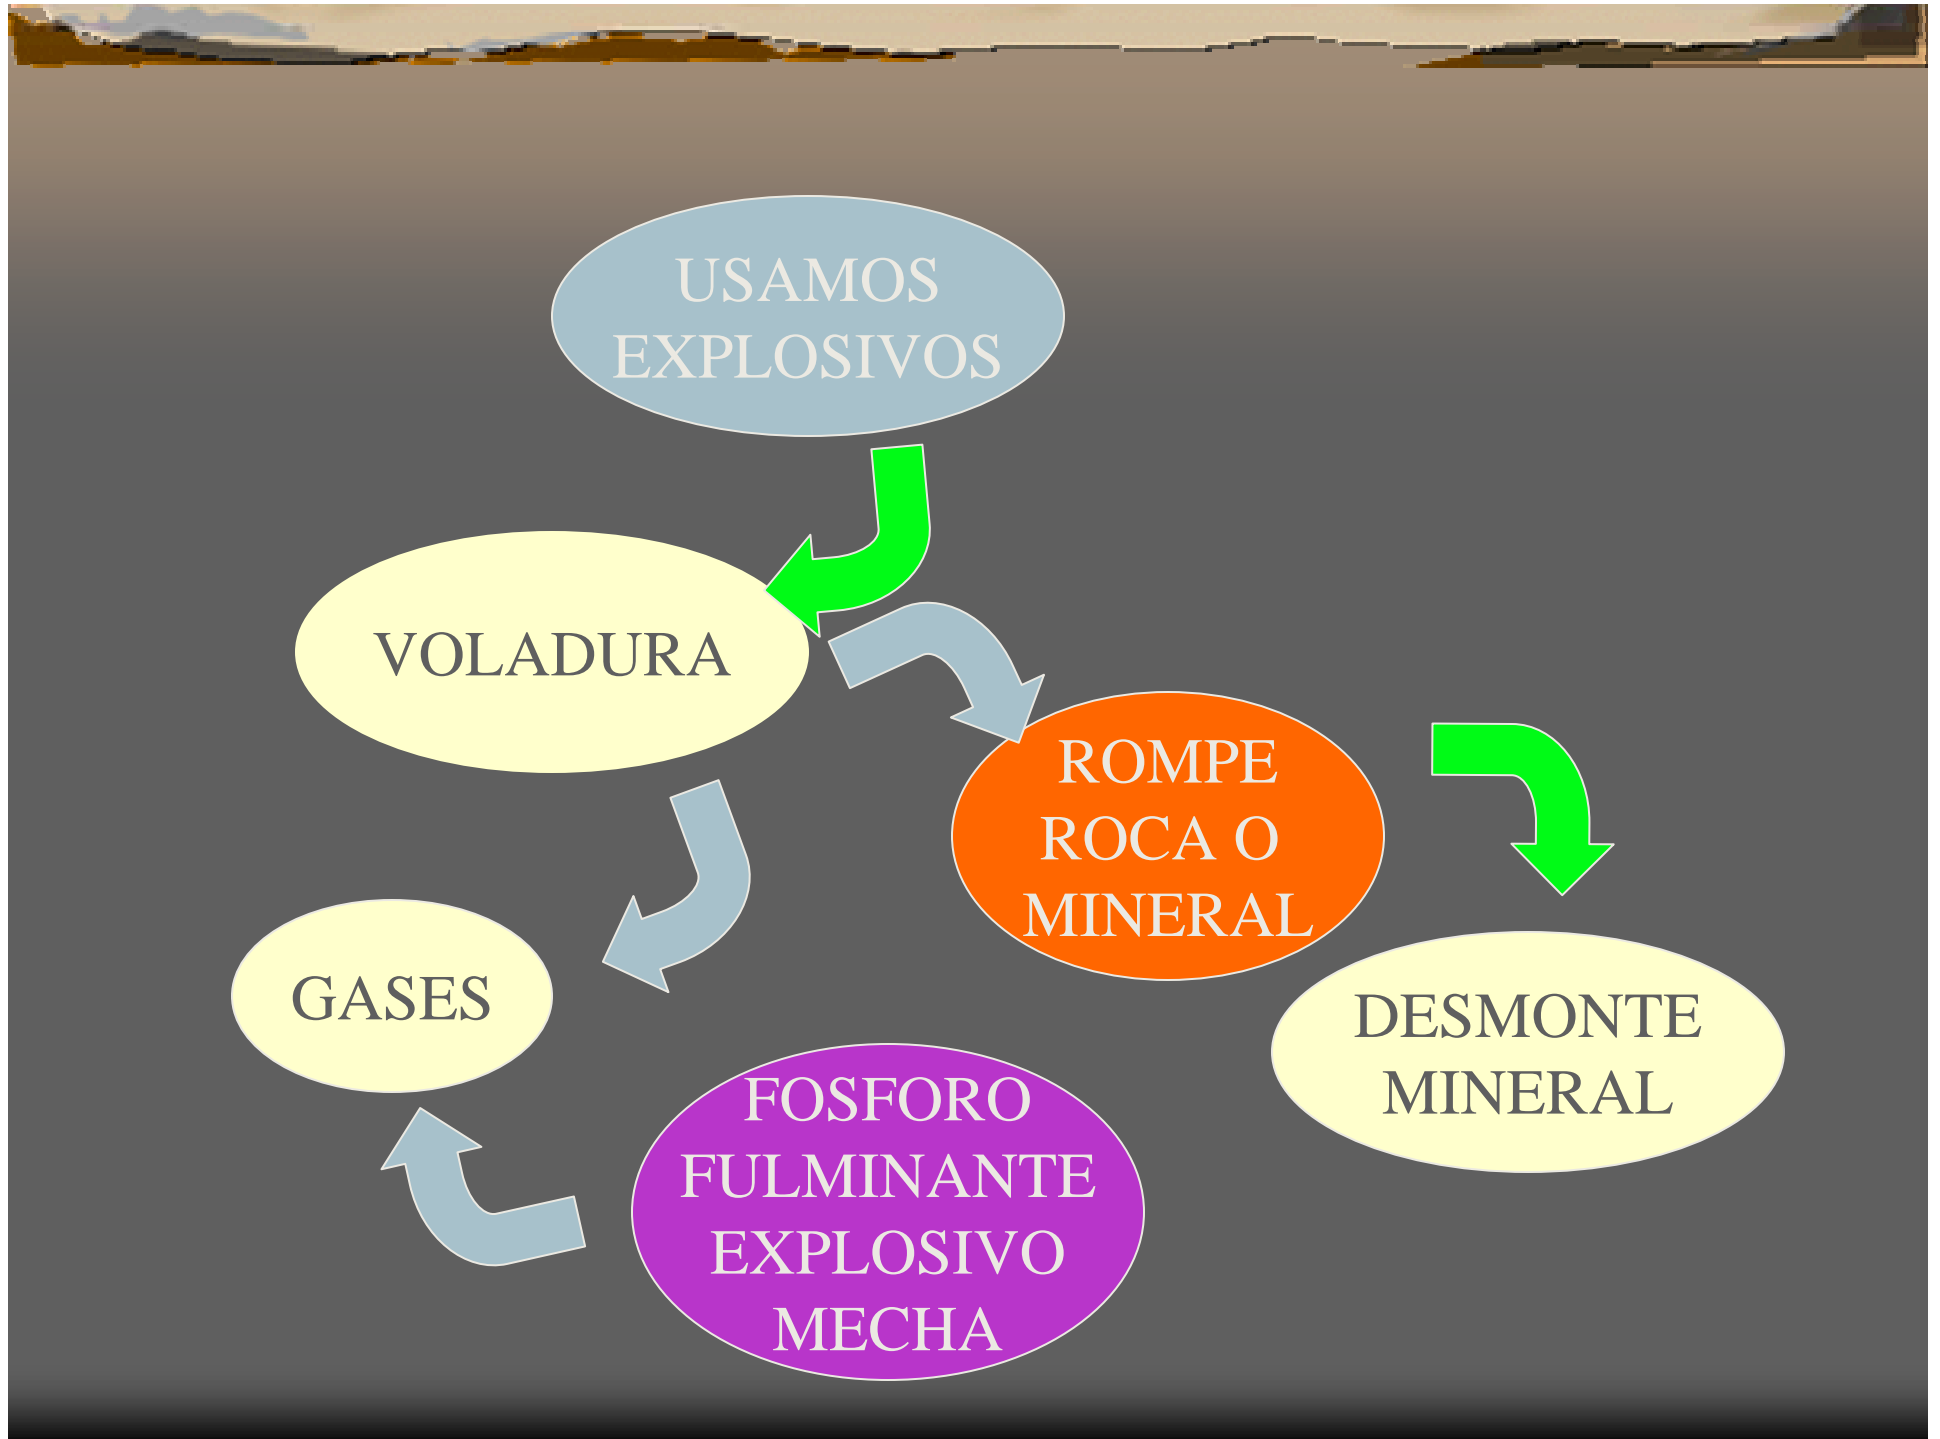 USAMOS
EXPLOSIVOS
VOLADURA
ROMPE
ROCA O
MINERAL
GASES
DESMONTE
MINERAL
FOSFORO
FULMINANTE
EXPLOSIVO
MECHA